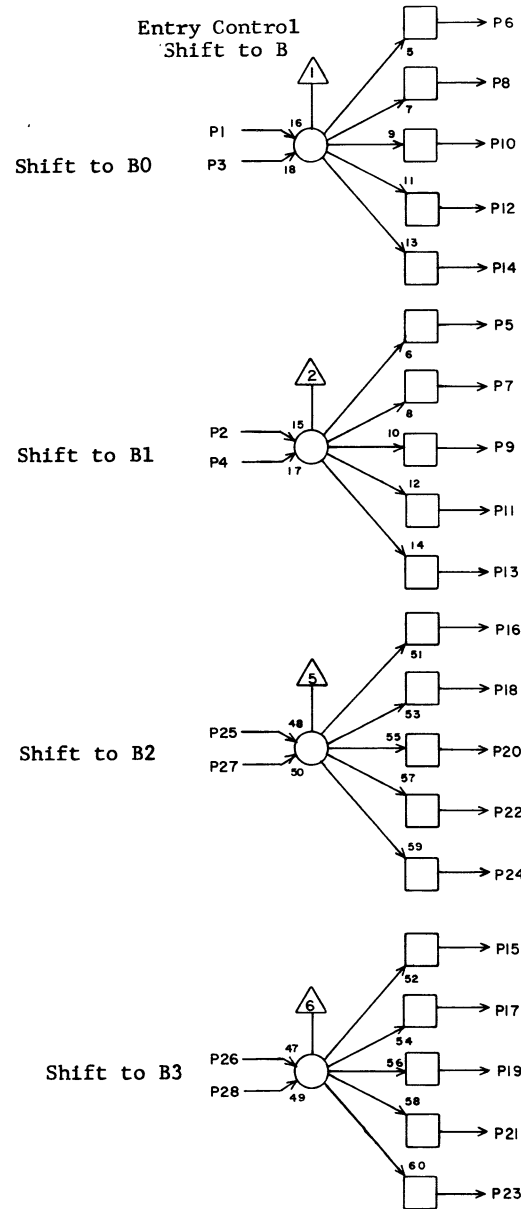 Entry Control
Shift to B
1
P6
5
P8
7
16
P1
9
P10
Shift to B0
P3
18
11
P12
13
P14
P5
6
2
P7
8
P2
15
10
P9
Shift to B1
P4
17
12
P11
14
P13
P16
51
5
P18
53
P25
48
55
P20
Shift to B2
P27
50
57
P22
59
P24
P15
52
6
P17
54
P26
47
56
P19
Shift to B3
P28
49
58
P21
60
P23